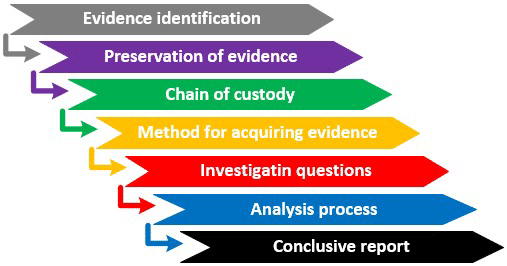 Evidence identification
Preservation of evidence
Chain of custody
Method for acquiring evidence
Investigatin questions
Analysis process
Conclusive report